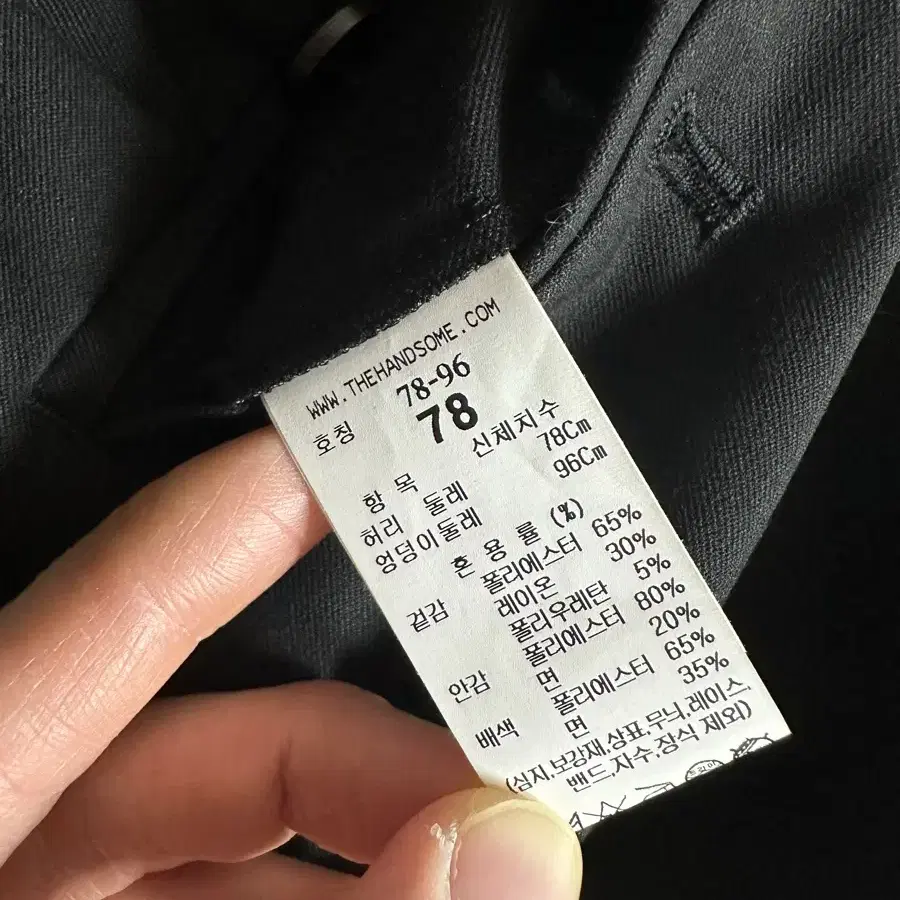 WWW.THEHANDSOME.COM
78-96
호칭 78
항 목 신체치수
허리 둘레 78Cm
엉덩이둘레 96Cm
혼 용 률 (%)
겉감 폴리에스터 65%
레이온 30%
폴리우레탄 5%
안감 폴리에스터 80%
면 20%
배색 폴리에스터 65%
면 35%
(심지,보강재,상표,무늬,레이스,
밴드,자수,장식 제외)
드라이